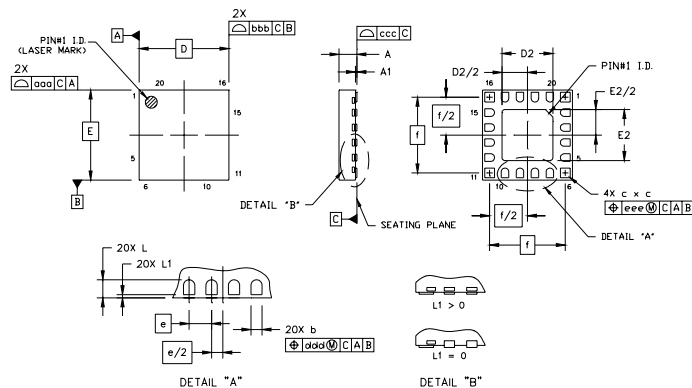 2X
⌓ bbb C B
A
D
PIN#1 I.D.
(LASER MARK)
2X
⌓ aaa C A
20
16
1
15
E
5
11
6
10
B
⌓ ccc C
A
A1
DETAIL "B"
C
SEATING PLANE
D2
D2/2
PIN#1 I.D.
16
20
1
15
E2/2
f/2
f
E2
5
11
10
6
4X c x c
⌖ eee Ⓜ C A B
f/2
f
DETAIL "A"
20X L
20X L1
e
e/2
20X b
⌖ ddd Ⓜ C A B
DETAIL "A"
L1 > 0
L1 = 0
DETAIL "B"